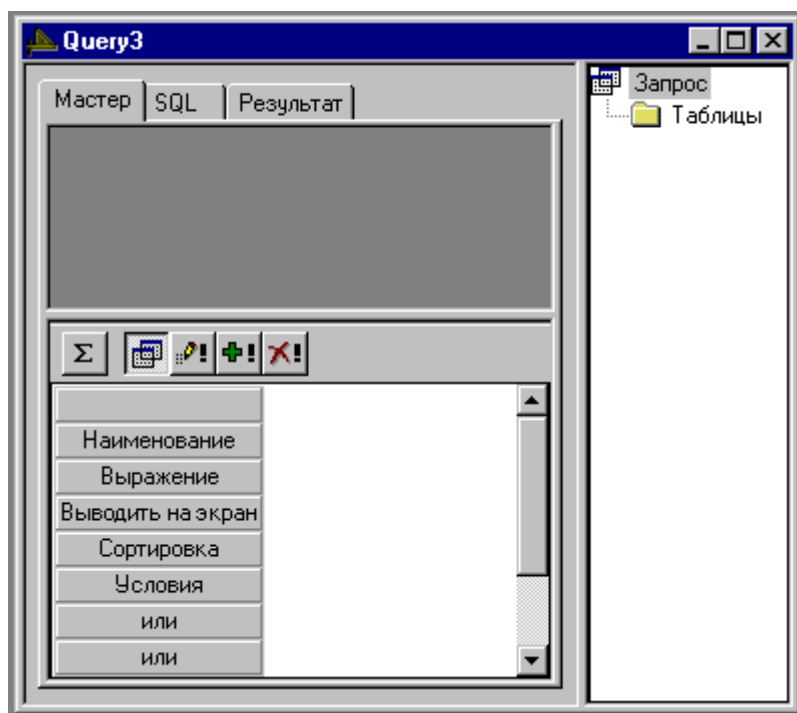 Query3
Мастер SQL Результат
Запрос
Таблицы
Σ
Наименование
Выражение
Выводить на экран
Сортировка
Условия
или
или